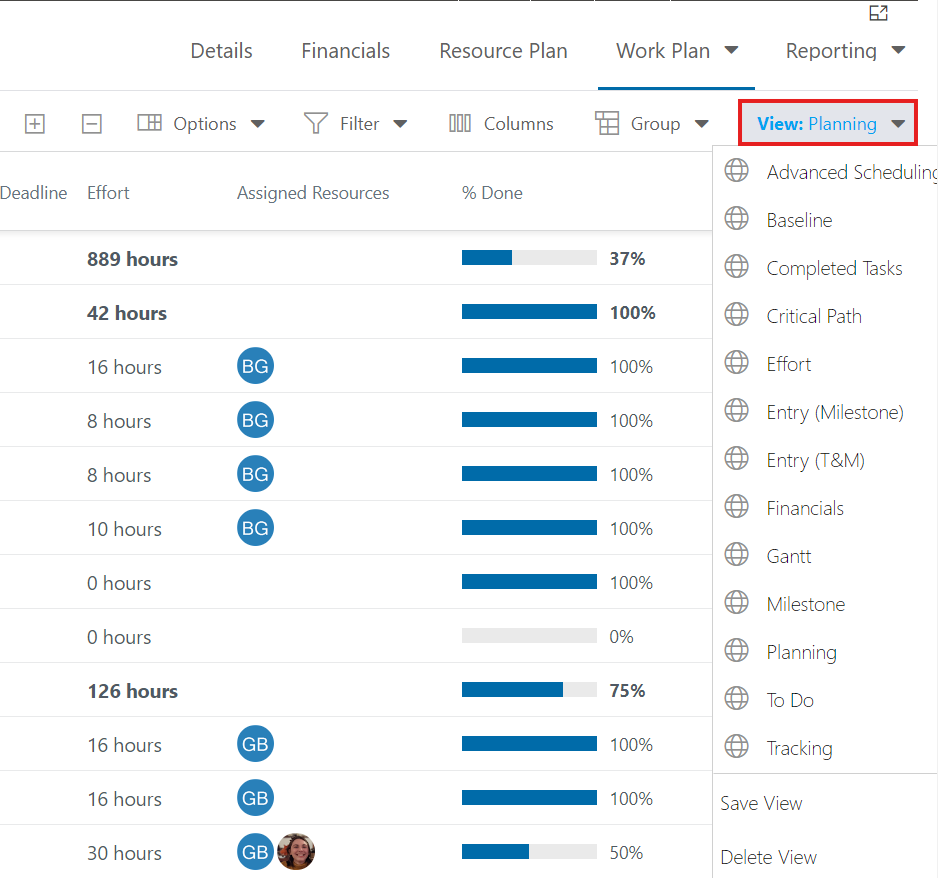 Details Financials Resource Plan Work Plan Reporting
Options Filter Columns Group View: Planning
Deadline Effort Assigned Resources % Done
889 hours 37%
42 hours 100%
16 hours BG 100%
8 hours BG 100%
8 hours BG 100%
10 hours BG 100%
0 hours 100%
0 hours 0%
126 hours 75%
16 hours GB 100%
16 hours GB 100%
30 hours GB 50%
Advanced Scheduling
Baseline
Completed Tasks
Critical Path
Effort
Entry (Milestone)
Entry (T&M)
Financials
Gantt
Milestone
Planning
To Do
Tracking
Save View
Delete View